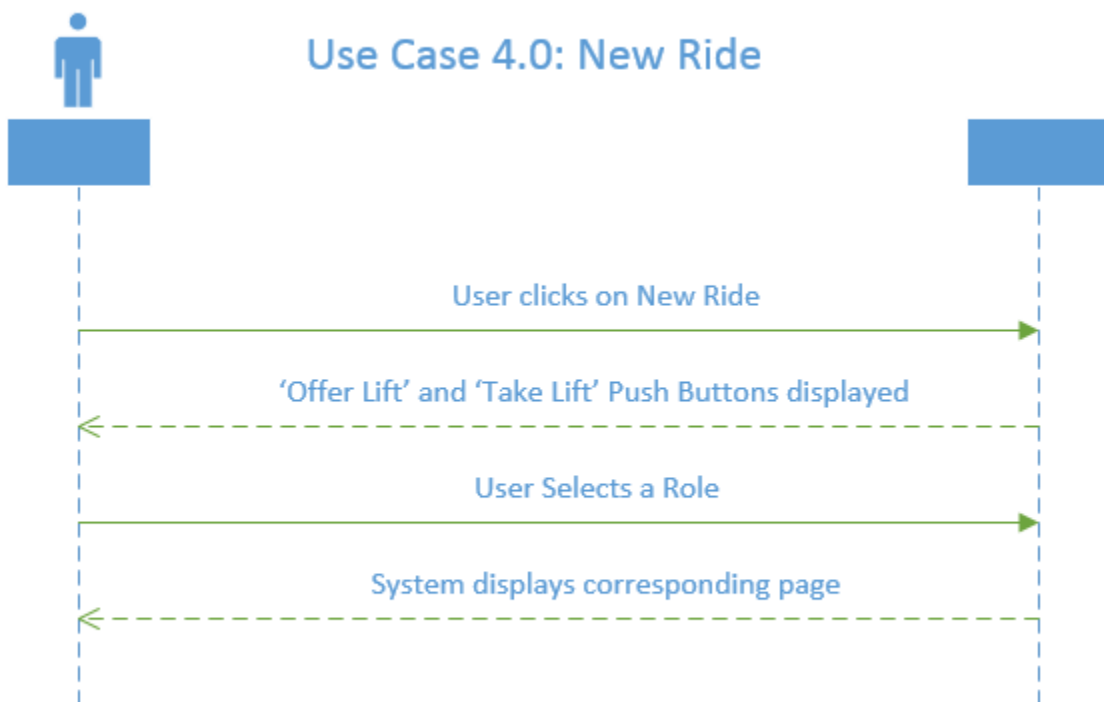 Use Case 4.0: New Ride
User clicks on New Ride
‘Offer Lift’ and ‘Take Lift’ Push Buttons displayed
User Selects a Role
System displays corresponding page